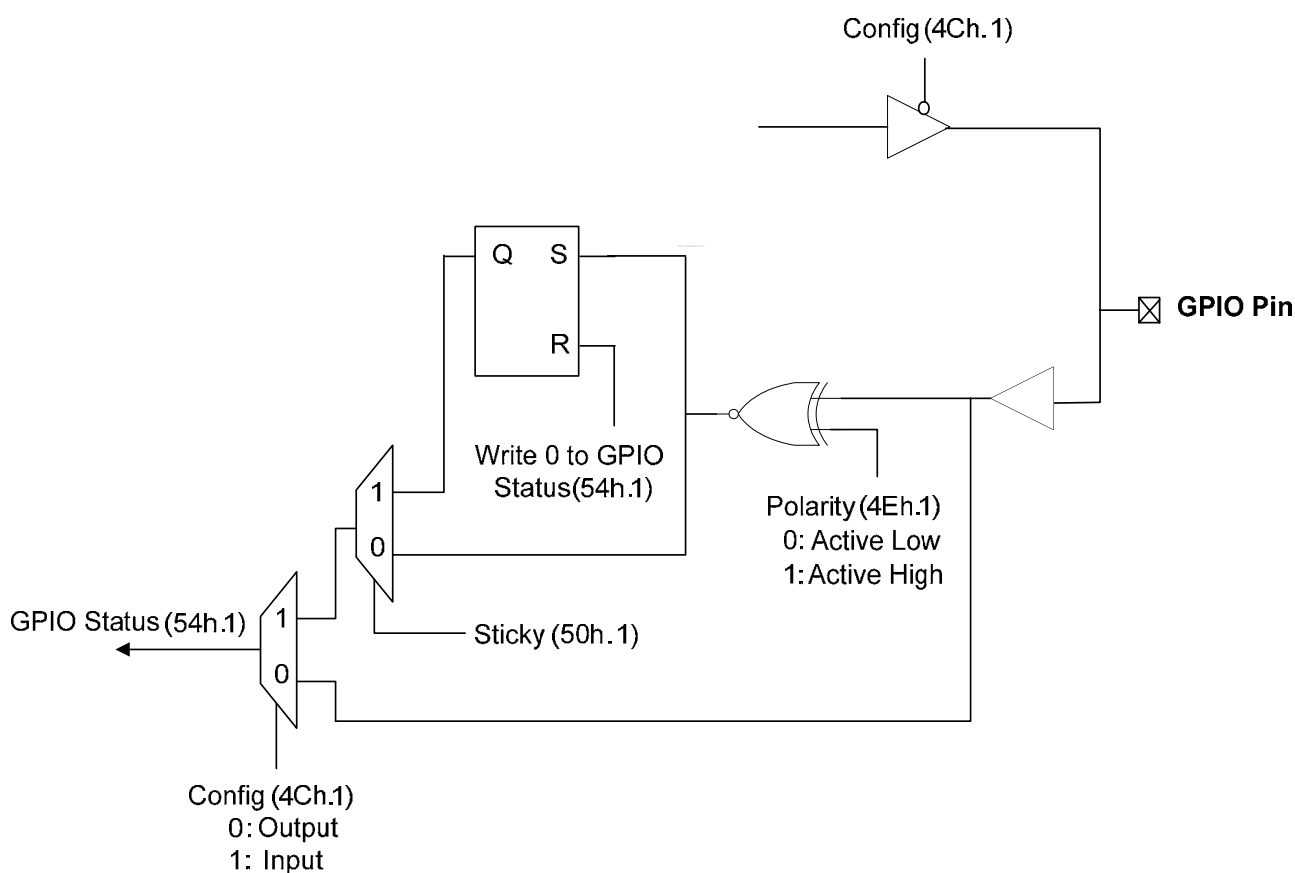 Config (4Ch.1)
Q S
R
GPIO Pin
Write 0 to GPIO
Status(54h.1)
1
0
Polarity (4Eh.1)
0: Active Low
1: Active High
GPIO Status (54h.1)
1
0
Sticky (50h.1)
Config (4Ch.1)
0: Output
1: Input